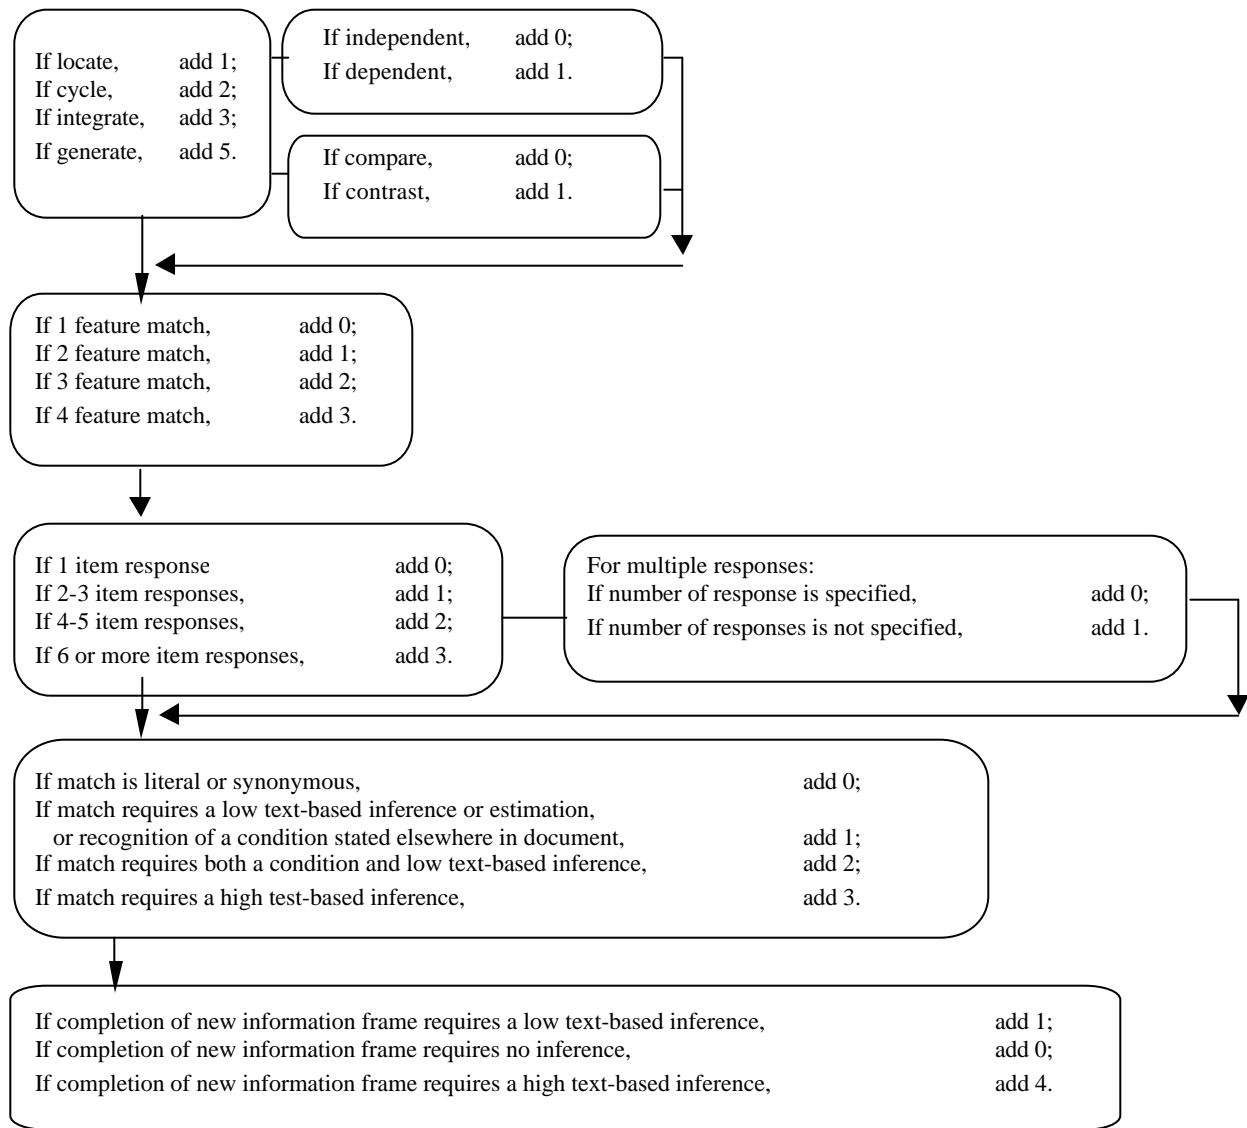 If locate, add 1;
If cycle, add 2;
If integrate, add 3;
If generate, add 5.
If independent, add 0;
If dependent, add 1.
If compare, add 0;
If contrast, add 1.
If 1 feature match, add 0;
If 2 feature match, add 1;
If 3 feature match, add 2;
If 4 feature match, add 3.
If 1 item response add 0;
If 2-3 item responses, add 1;
If 4-5 item responses, add 2;
If 6 or more item responses, add 3.
For multiple responses:
If number of response is specified, add 0;
If number of responses is not specified, add 1.
If match is literal or synonymous, add 0;
If match requires a low text-based inference or estimation,
or recognition of a condition stated elsewhere in document, add 1;
If match requires both a condition and low text-based inference, add 2;
If match requires a high test-based inference, add 3.
If completion of new information frame requires a low text-based inference, add 1;
If completion of new information frame requires no inference, add 0;
If completion of new information frame requires a high text-based inference, add 4.